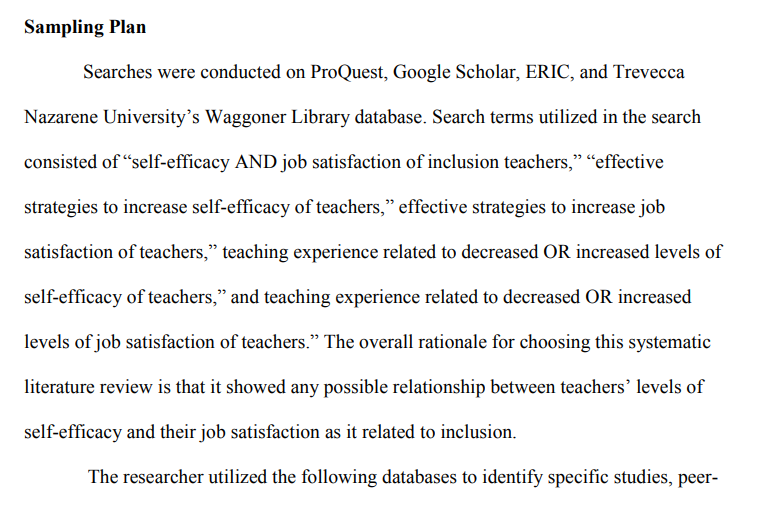 Sampling Plan
Searches were conducted on ProQuest, Google Scholar, ERIC, and Trevecca
Nazarene University’s Waggoner Library database. Search terms utilized in the search
consisted of “self-efficacy AND job satisfaction of inclusion teachers,” “effective
strategies to increase self-efficacy of teachers,” effective strategies to increase job
satisfaction of teachers,” teaching experience related to decreased OR increased levels of
self-efficacy of teachers,” and teaching experience related to decreased OR increased
levels of job satisfaction of teachers.” The overall rationale for choosing this systematic
literature review is that it showed any possible relationship between teachers’ levels of
self-efficacy and their job satisfaction as it related to inclusion.
The researcher utilized the following databases to identify specific studies, peer-